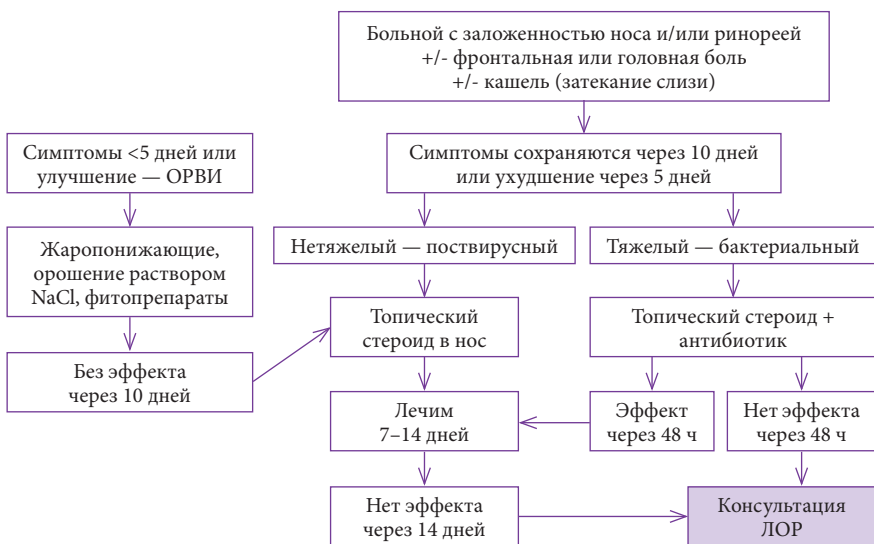 Больной с заложенностью носа и/или ринореей
+/- фронтальная или головная боль
+/- кашель (затекание слизи)
Симптомы <5 дней или
улучшение — ОРВИ
Симптомы сохраняются через 10 дней
или ухудшение через 5 дней
Жаропонижающие,
орошение раствором
NaCl, фитопрепараты
Нетяжелый — поствирусный
Тяжелый — бактериальный
Топический
стероид в нос
Топический стероид +
антибиотик
Без эффекта
через 10 дней
Лечим
7–14 дней
Эффект
через 48 ч
Нет эффекта
через 48 ч
Нет эффекта
через 14 дней
Консультация
ЛОР